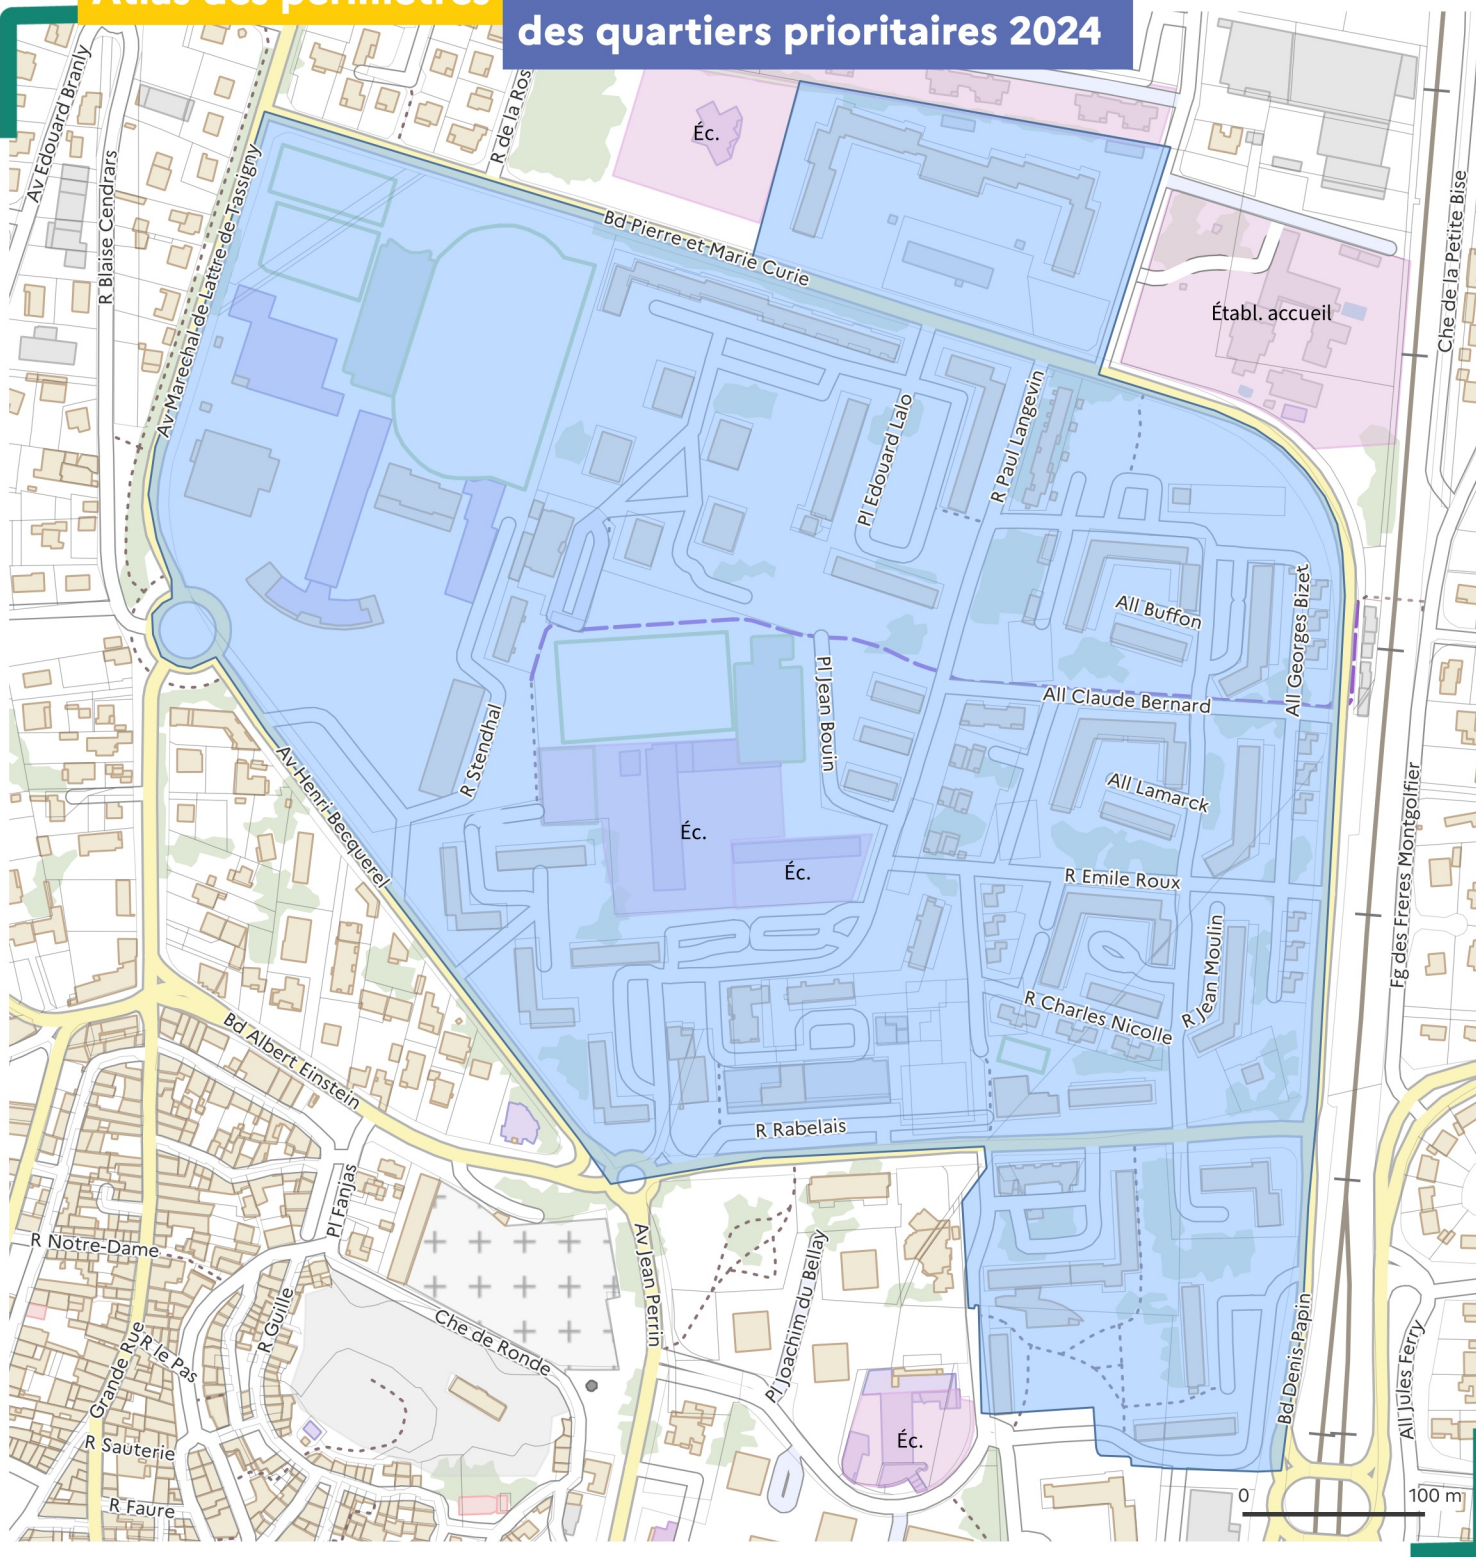 Atlas des périmètres
des quartiers prioritaires 2024
Av Edouard Branly
R Blaise Cendrars
Av Marechal de Lattre de Tassigny
R de la Ros
Éc.
Bd Pierre et Marie Curie
Établ. accueil
Che de la Petite Bise
Pl Edouard Lalo
R Paul Langevin
All Buffon
All Georges Bizet
All Claude Bernard
Pl Jean Bouin
R Stendhal
Av Henri Becquerel
All Lamarck
Éc.
Éc.
R Emile Roux
Fg des Freres Montgolfier
R Jean Moulin
R Charles Nicolle
Bd Albert Einstein
R Rabelais
Pl Fanjas
R Notre-Dame
Av Jean Perrin
Pl Joachim du Bellay
R Guille
Che de Ronde
Grande Rue
R le Pas
Bd Denis Papin
All Jules Ferry
R Sauterie
Éc.
R Faure
0 100 m